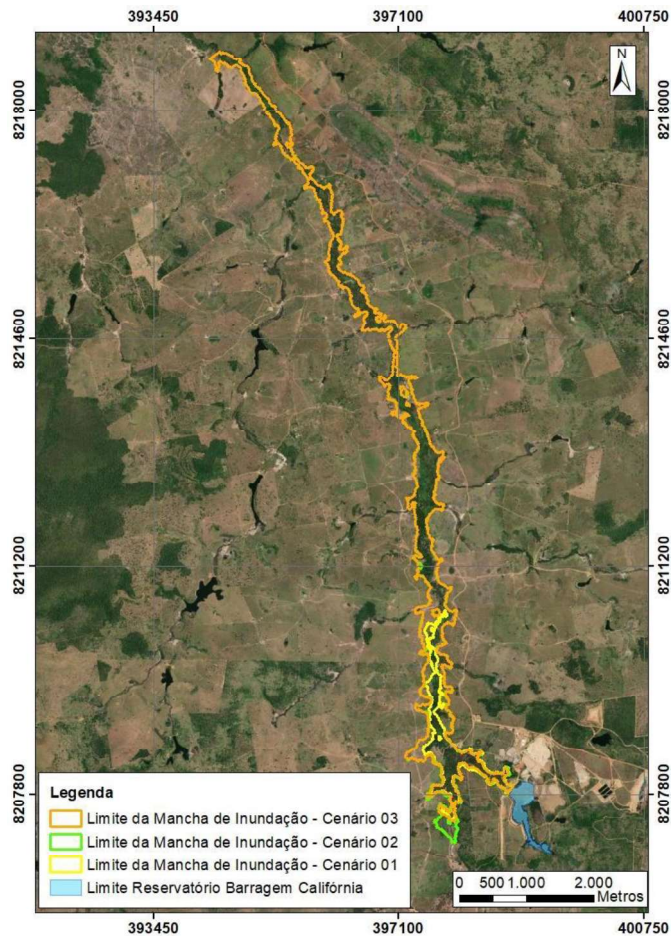 393450 397100 400750
N
8218000 8218000
8214600 8214600
8211200 8211200
8207800 8207800
Legenda
Limite da Mancha de Inundação - Cenário 03
Limite da Mancha de Inundação - Cenário 02
Limite da Mancha de Inundação - Cenário 01
Limite Reservatório Barragem Califórnia
0 500 1.000 2.000
Metros
393450 397100 400750